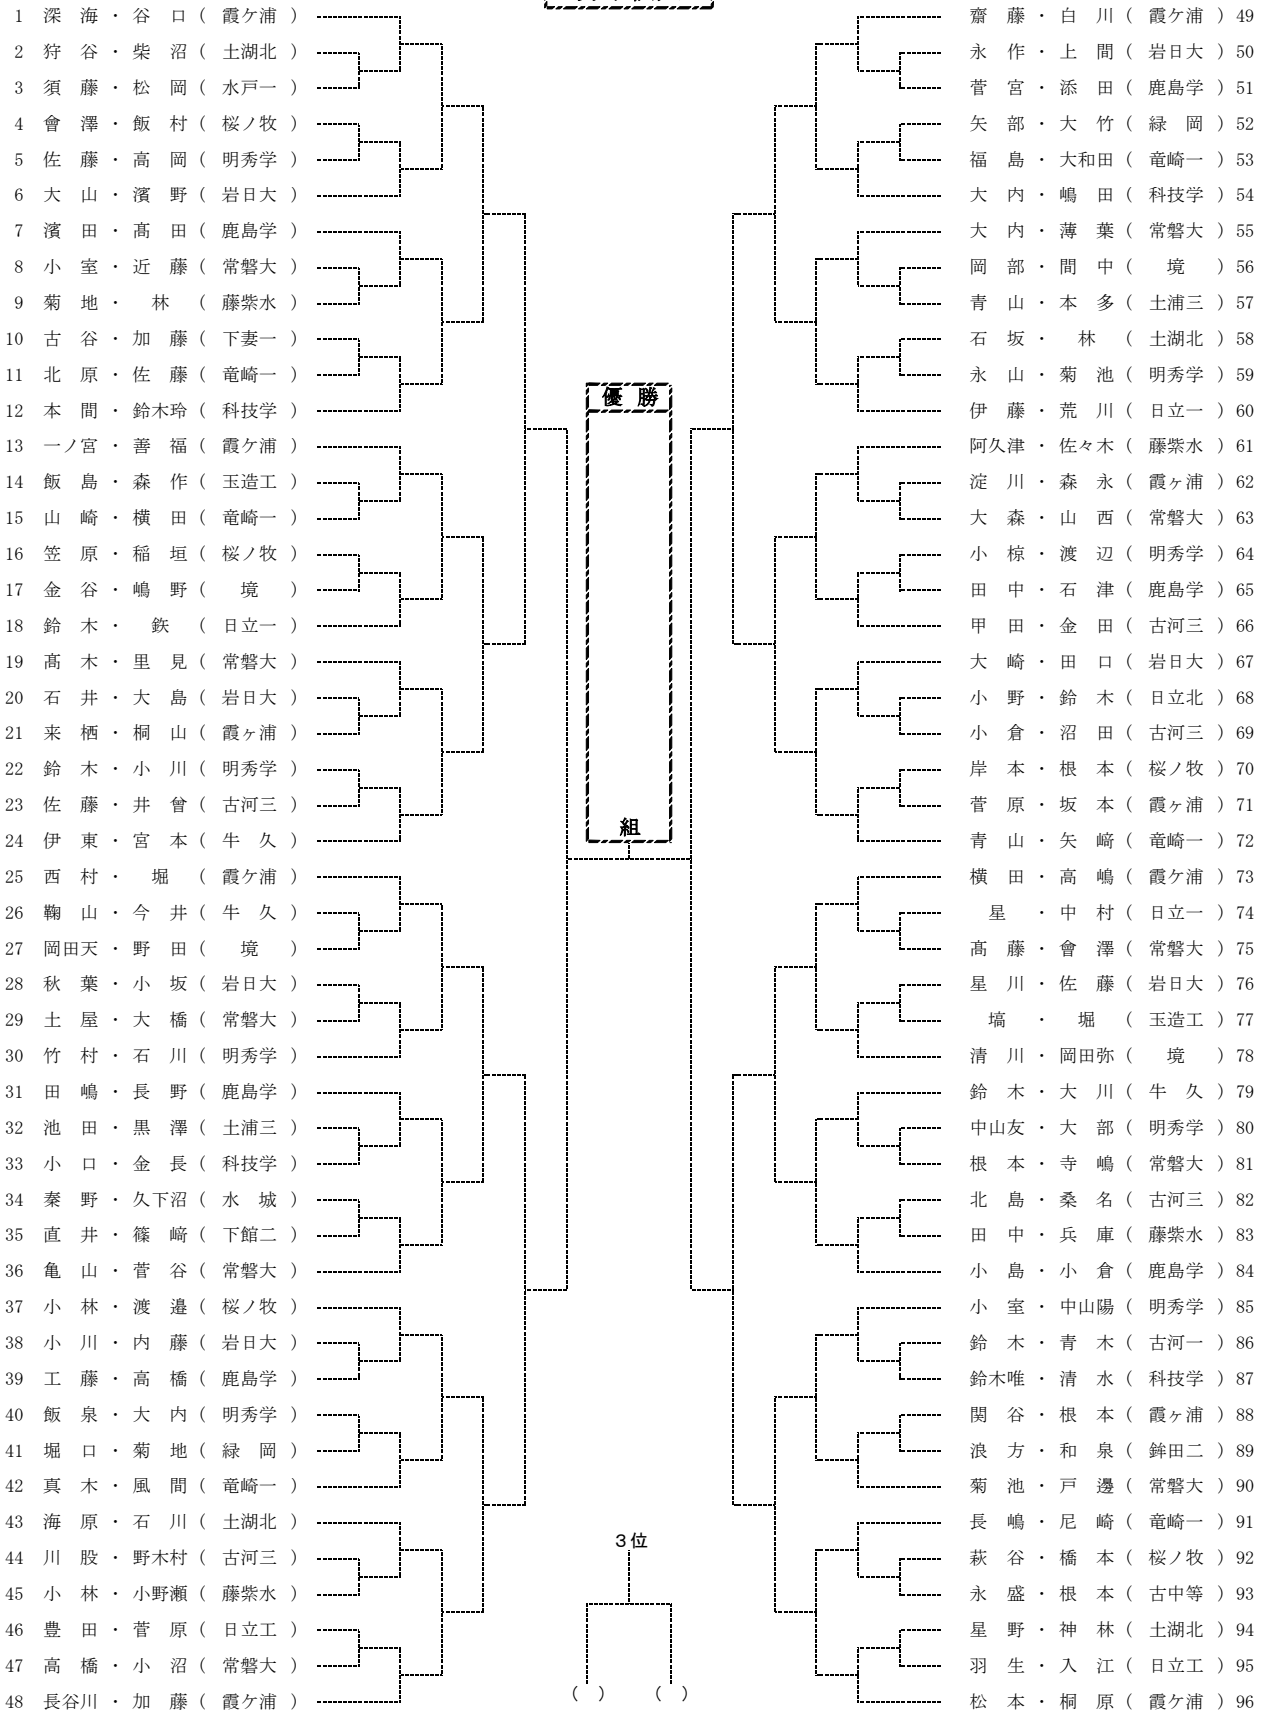 1 深 海 ・ 谷 口 ( 霞ケ浦 )
2 狩 谷 ・ 柴 沼 ( 土湖北 )
3 須 藤 ・ 松 岡 ( 水戸一 )
4 會 澤 ・ 飯 村 ( 桜ノ牧 )
5 佐 藤 ・ 高 岡 ( 明秀学 )
6 大 山 ・ 濱 野 ( 岩日大 )
7 濱 田 ・ 髙 田 ( 鹿島学 )
8 小 室 ・ 近 藤 ( 常磐大 )
9 菊 地 ・ 林 ( 藤紫水 )
10 古 谷 ・ 加 藤 ( 下妻一 )
11 北 原 ・ 佐 藤 ( 竜崎一 )
12 本 間 ・ 鈴木玲 ( 科技学 )
13 一ノ宮 ・ 善 福 ( 霞ケ浦 )
14 飯 島 ・ 森 作 ( 玉造工 )
15 山 崎 ・ 横 田 ( 竜崎一 )
16 笠 原 ・ 稲 垣 ( 桜ノ牧 )
17 金 谷 ・ 嶋 野 ( 境 )
18 鈴 木 ・ 鉃 ( 日立一 )
19 髙 木 ・ 里 見 ( 常磐大 )
20 石 井 ・ 大 島 ( 岩日大 )
21 来 栖 ・ 桐 山 ( 霞ヶ浦 )
22 鈴 木 ・ 小 川 ( 明秀学 )
23 佐 藤 ・ 井 曾 ( 古河三 )
24 伊 東 ・ 宮 本 ( 牛 久 )
25 西 村 ・ 堀 ( 霞ケ浦 )
26 鞠 山 ・ 今 井 ( 牛 久 )
27 岡田天 ・ 野 田 ( 境 )
28 秋 葉 ・ 小 坂 ( 岩日大 )
29 土 屋 ・ 大 橋 ( 常磐大 )
30 竹 村 ・ 石 川 ( 明秀学 )
31 田 嶋 ・ 長 野 ( 鹿島学 )
32 池 田 ・ 黒 澤 ( 土浦三 )
33 小 口 ・ 金 長 ( 科技学 )
34 秦 野 ・ 久下沼 ( 水 城 )
35 直 井 ・ 篠 﨑 ( 下館二 )
36 亀 山 ・ 菅 谷 ( 常磐大 )
37 小 林 ・ 渡 邉 ( 桜ノ牧 )
38 小 川 ・ 内 藤 ( 岩日大 )
39 工 藤 ・ 高 橋 ( 鹿島学 )
40 飯 泉 ・ 大 内 ( 明秀学 )
41 堀 口 ・ 菊 地 ( 緑 岡 )
42 真 木 ・ 風 間 ( 竜崎一 )
43 海 原 ・ 石 川 ( 土湖北 )
44 川 股 ・ 野木村 ( 古河三 )
45 小 林 ・ 小野瀬 ( 藤紫水 )
46 豊 田 ・ 菅 原 ( 日立工 )
47 高 橋 ・ 小 沼 ( 常磐大 )
48 長谷川 ・ 加 藤 ( 霞ケ浦 )
優 勝
組
3位
( ) ( )
齋 藤 ・ 白 川 ( 霞ケ浦 ) 49
永 作 ・ 上 間 ( 岩日大 ) 50
菅 宮 ・ 添 田 ( 鹿島学 ) 51
矢 部 ・ 大 竹 ( 緑 岡 ) 52
福 島 ・ 大和田 ( 竜崎一 ) 53
大 内 ・ 嶋 田 ( 科技学 ) 54
大 内 ・ 薄 葉 ( 常磐大 ) 55
岡 部 ・ 間 中 ( 境 ) 56
青 山 ・ 本 多 ( 土浦三 ) 57
石 坂 ・ 林 ( 土湖北 ) 58
永 山 ・ 菊 池 ( 明秀学 ) 59
伊 藤 ・ 荒 川 ( 日立一 ) 60
阿久津 ・ 佐々木 ( 藤紫水 ) 61
淀 川 ・ 森 永 ( 霞ヶ浦 ) 62
大 森 ・ 山 西 ( 常磐大 ) 63
小 椋 ・ 渡 辺 ( 明秀学 ) 64
田 中 ・ 石 津 ( 鹿島学 ) 65
甲 田 ・ 金 田 ( 古河三 ) 66
大 崎 ・ 田 口 ( 岩日大 ) 67
小 野 ・ 鈴 木 ( 日立北 ) 68
小 倉 ・ 沼 田 ( 古河三 ) 69
岸 本 ・ 根 本 ( 桜ノ牧 ) 70
菅 原 ・ 坂 本 ( 霞ヶ浦 ) 71
青 山 ・ 矢 﨑 ( 竜崎一 ) 72
横 田 ・ 高 嶋 ( 霞ケ浦 ) 73
星 ・ 中 村 ( 日立一 ) 74
髙 藤 ・ 會 澤 ( 常磐大 ) 75
星 川 ・ 佐 藤 ( 岩日大 ) 76
塙 ・ 堀 ( 玉造工 ) 77
清 川 ・ 岡田弥 ( 境 ) 78
鈴 木 ・ 大 川 ( 牛 久 ) 79
中山友 ・ 大 部 ( 明秀学 ) 80
根 本 ・ 寺 嶋 ( 常磐大 ) 81
北 島 ・ 桑 名 ( 古河三 ) 82
田 中 ・ 兵 庫 ( 藤紫水 ) 83
小 島 ・ 小 倉 ( 鹿島学 ) 84
小 室 ・ 中山陽 ( 明秀学 ) 85
鈴 木 ・ 青 木 ( 古河一 ) 86
鈴木唯 ・ 清 水 ( 科技学 ) 87
関 谷 ・ 根 本 ( 霞ヶ浦 ) 88
浪 方 ・ 和 泉 ( 鉾田二 ) 89
菊 池 ・ 戸 邊 ( 常磐大 ) 90
長 嶋 ・ 尼 崎 ( 竜崎一 ) 91
萩 谷 ・ 橋 本 ( 桜ノ牧 ) 92
永 盛 ・ 根 本 ( 古中等 ) 93
星 野 ・ 神 林 ( 土湖北 ) 94
羽 生 ・ 入 江 ( 日立工 ) 95
松 本 ・ 桐 原 ( 霞ケ浦 ) 96